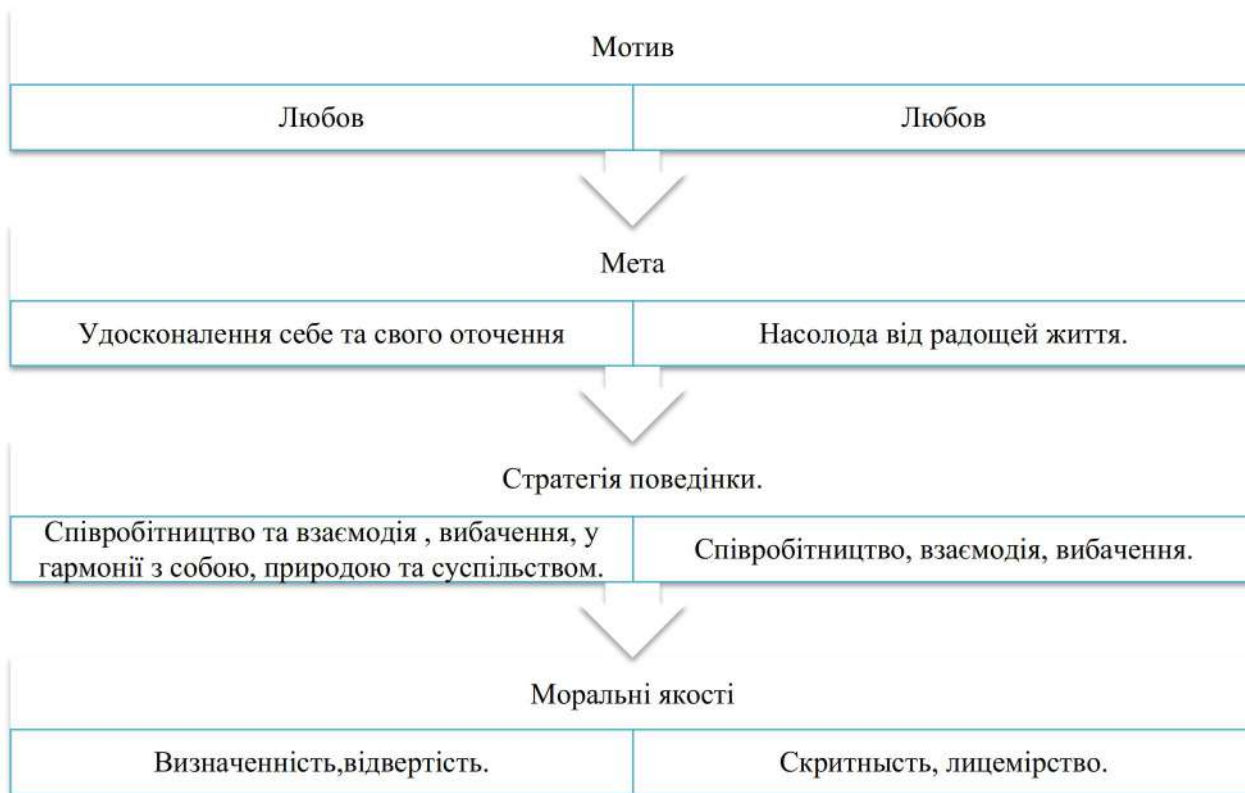 Мотив
Любов
Любов
Мета
Удосконалення себе та свого оточення
Насолода від радощей життя.
Стратегія поведінки.
Співробітництво та взаємодія , вибачення, у
гармонії з собою, природою та суспільством.
Співробітництво, взаємодія, вибачення.
Моральні якості
Визначенність,відвертість.
Скритнысть, лицемірство.